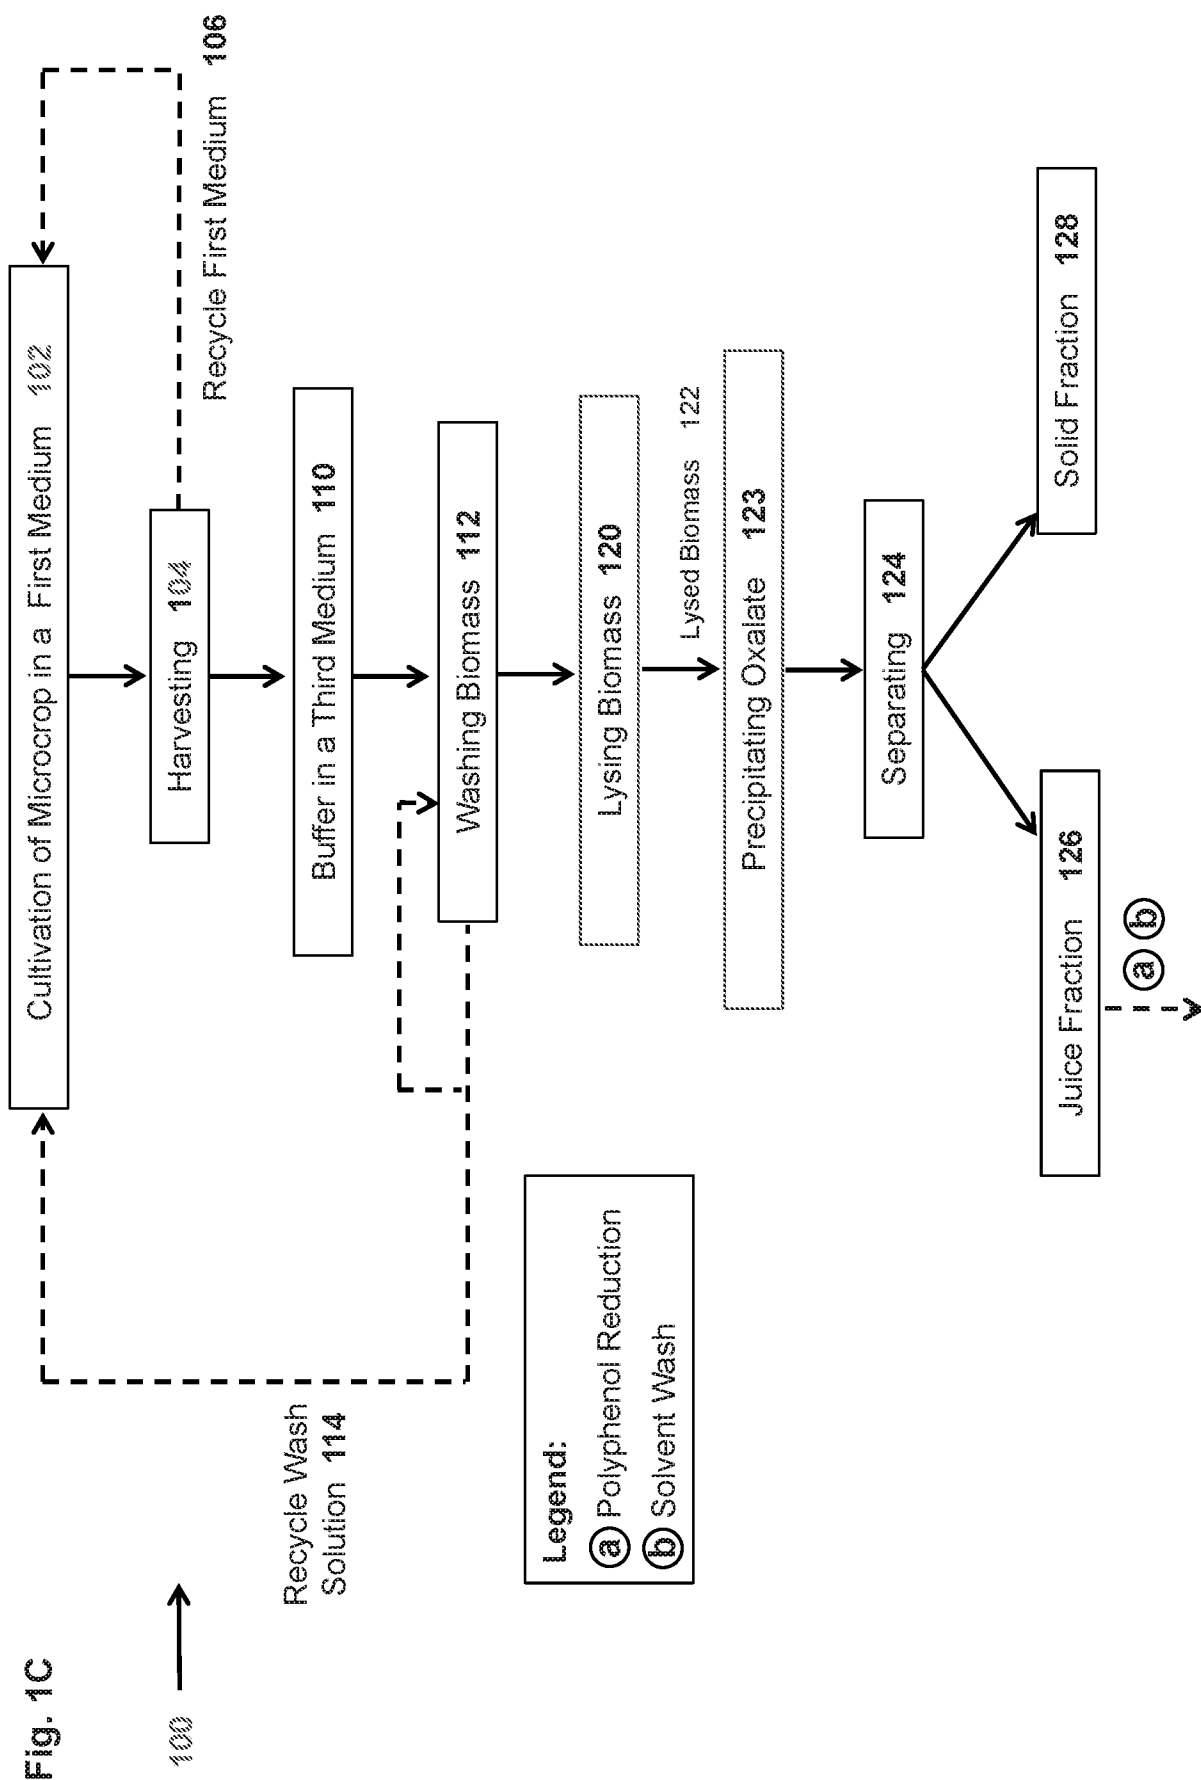 Fig. 1C
100
Cultivation of Microcrop in a First Medium 102
Harvesting 104
Recycle First Medium 106
Buffer in a Third Medium 110
Recycle Wash
Solution 114
Washing Biomass 112
Lysing Biomass 120
Lysed Biomass 122
Precipitating Oxalate 123
Separating 124
Juice Fraction 126
Solid Fraction 128
a b
Legend:
a Polyphenol Reduction
b Solvent Wash